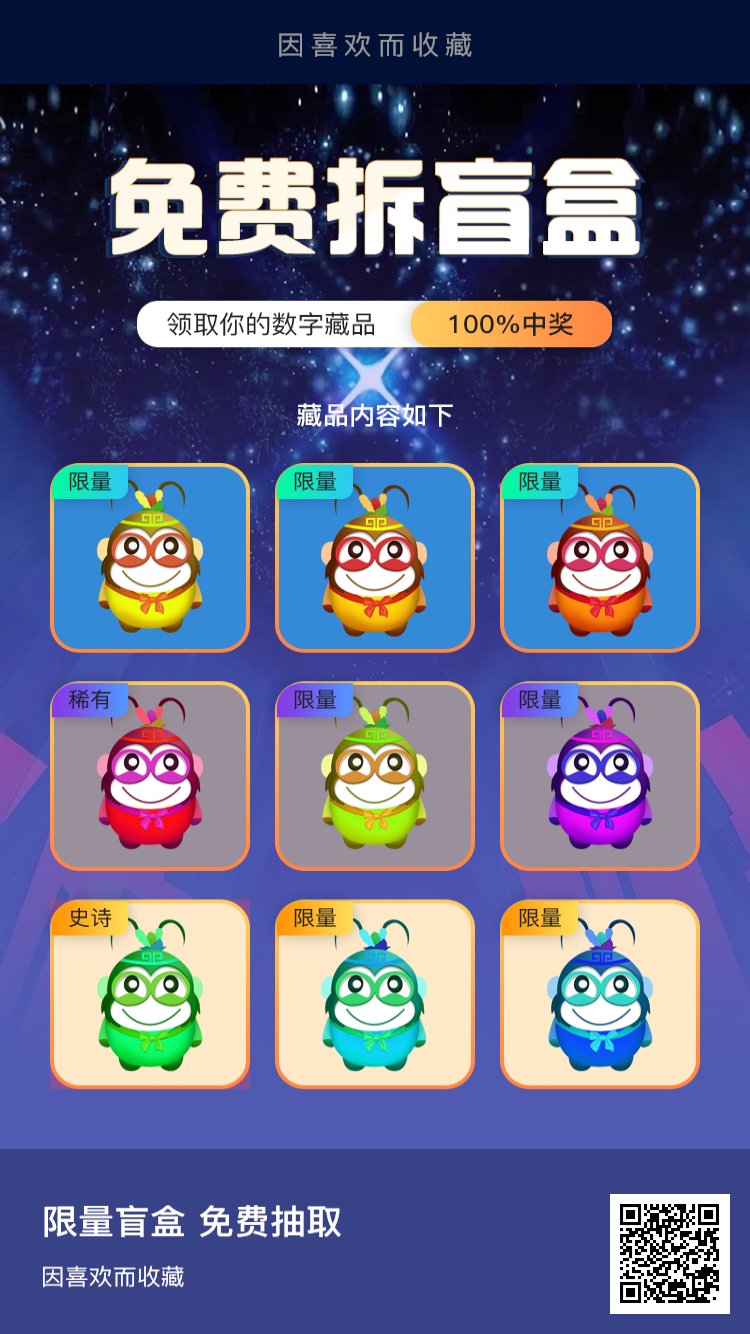 因喜欢而收藏
免费拆盲盒
领取你的数字藏品 100%中奖
藏品内容如下
限量 限量 限量
稀有 限量 限量
史诗 限量 限量
限量盲盒 免费抽取
因喜欢而收藏